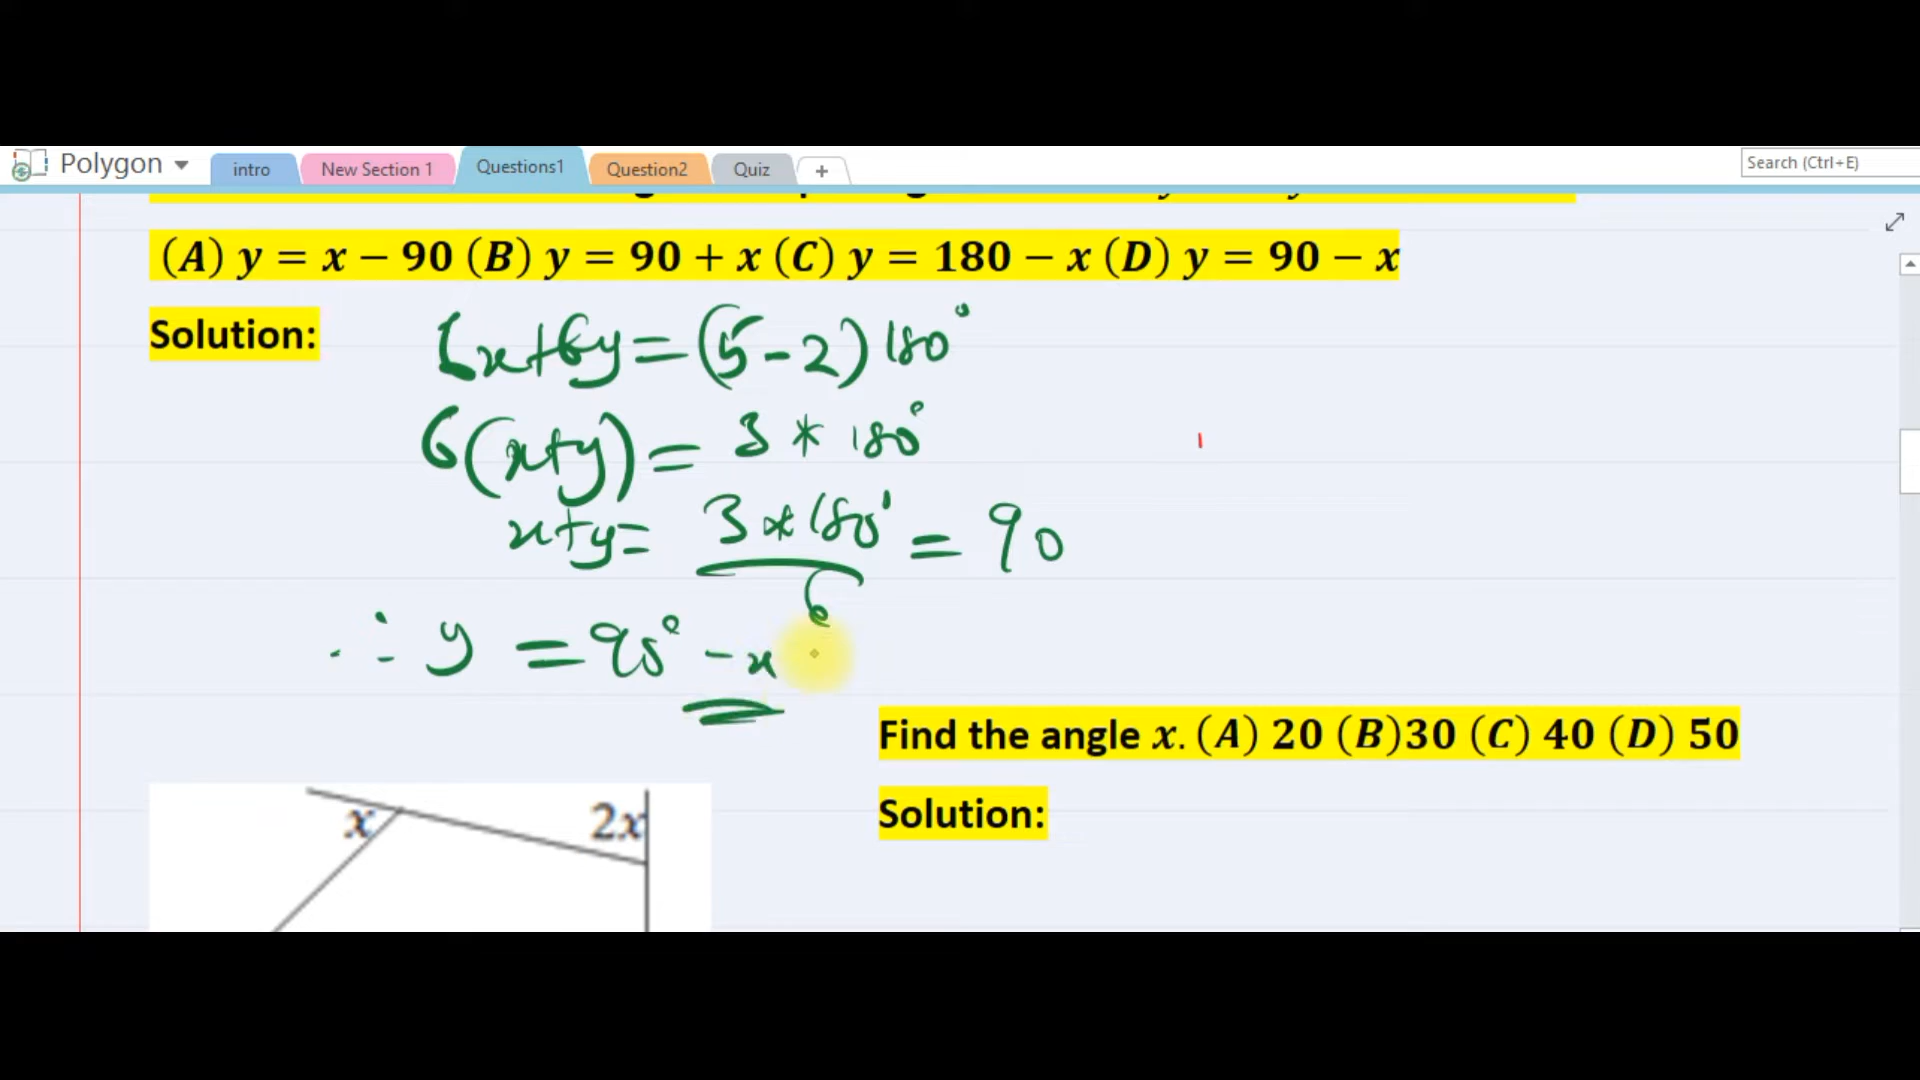 Polygon
intro New Section 1 Questions1 Question2 Quiz +
Search (Ctrl+E)
(A) y = x − 90 (B) y = 90 + x (C) y = 180 − x (D) y = 90 − x
Solution:
6x+6y=(5-2)180°
6(x+y)= 3 * 180°
x+y= 3*180° / 6 = 90
∴ y = 90° - x
Find the angle x. (A) 20 (B)30 (C) 40 (D) 50
Solution:
x 2x